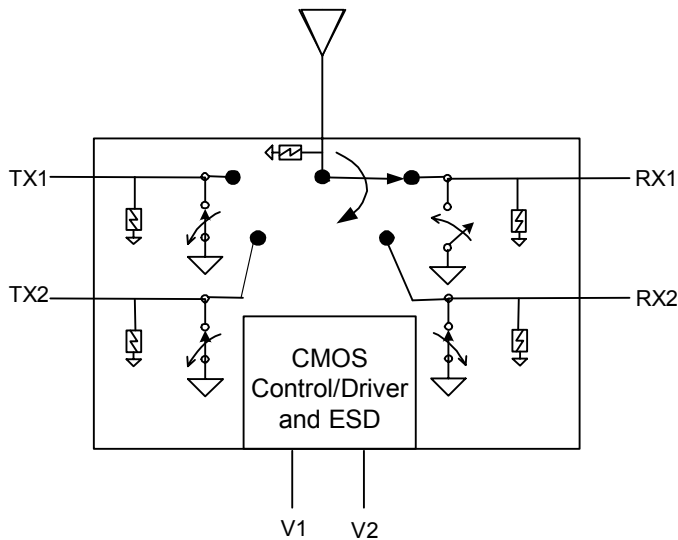 TX1
RX1
TX2
RX2
CMOS
Control/Driver
and ESD
V1
V2